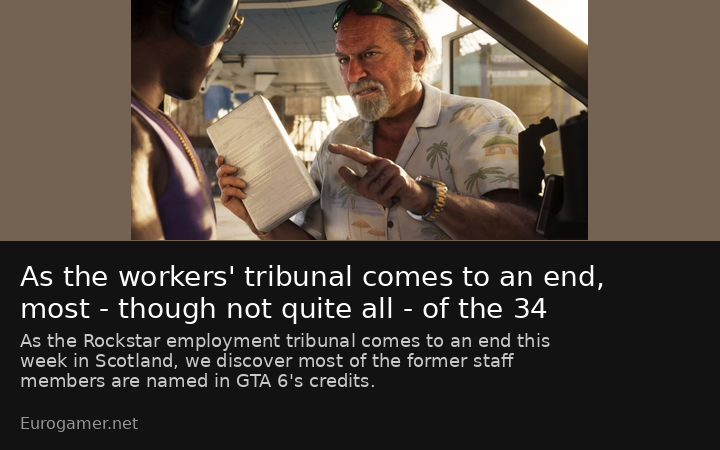 As the workers' tribunal comes to an end,
most - though not quite all - of the 34
As the Rockstar employment tribunal comes to an end this
week in Scotland, we discover most of the former staff
members are named in GTA 6's credits.
Eurogamer.net